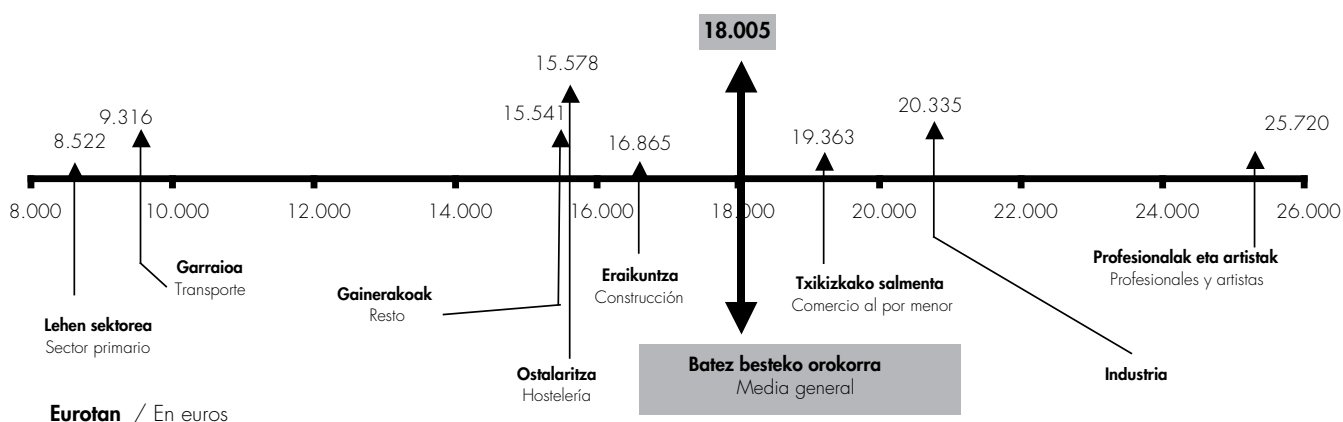 18.005
15.578
9.316
15.541
20.335
8.522
16.865
19.363
25.720
8.000
10.000
12.000
14.000
16.000
18.000
20.000
22.000
24.000
26.000
Garraioa
Transporte
Lehen sektorea
Sector primario
Gainerakoak
Resto
Ostalaritza
Hostelería
Eraikuntza
Construcción
Batez besteko orokorra
Media general
Txikizkako salmenta
Comercio al por menor
Industria
Profesionalak eta artistak
Profesionales y artistas
Eurotan / En euros